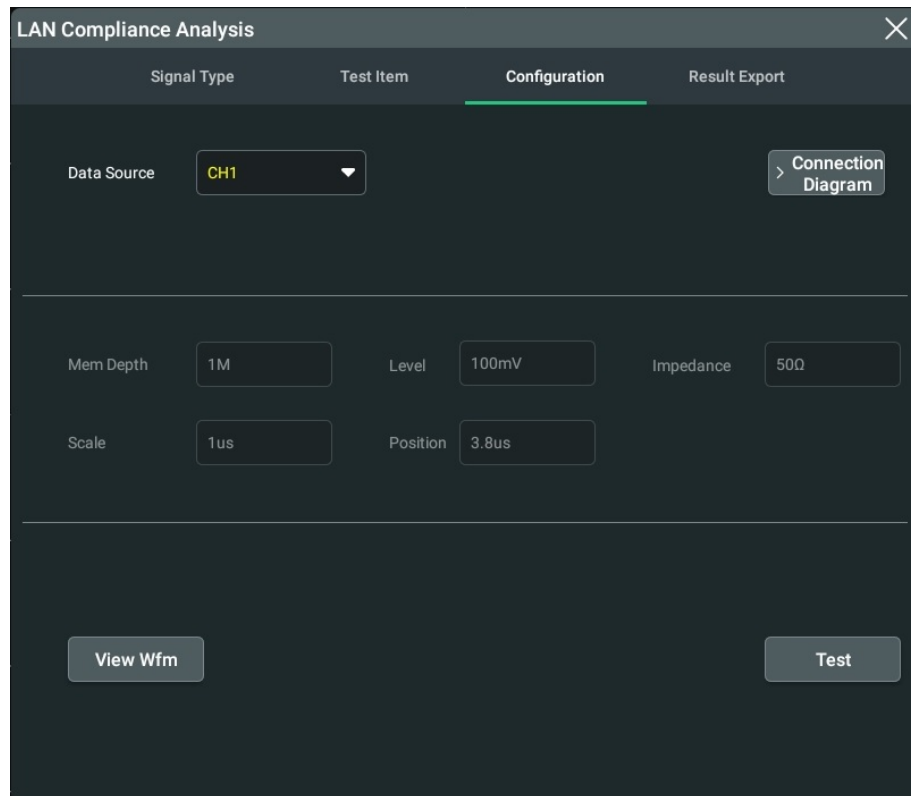 LAN Compliance Analysis
Signal Type Test Item Configuration Result Export
Data Source CH1 > Connection
Diagram
Mem Depth 1M Level 100mV Impedance 50Ω
Scale 1us Position 3.8us
View Wfm Test